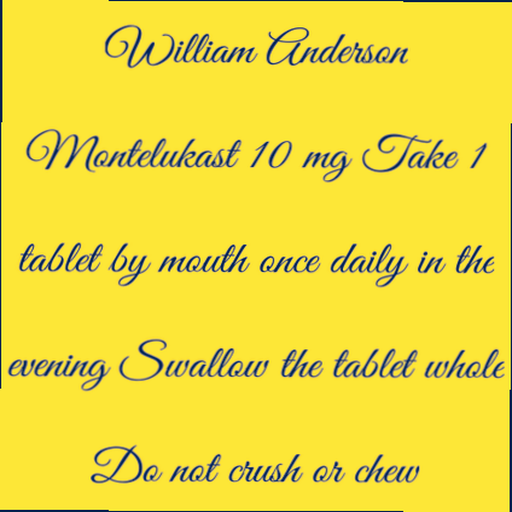 William Anderson
Montelukast 10 mg Take 1
tablet by mouth once daily in the
evening Swallow the tablet whole
Do not crush or chew